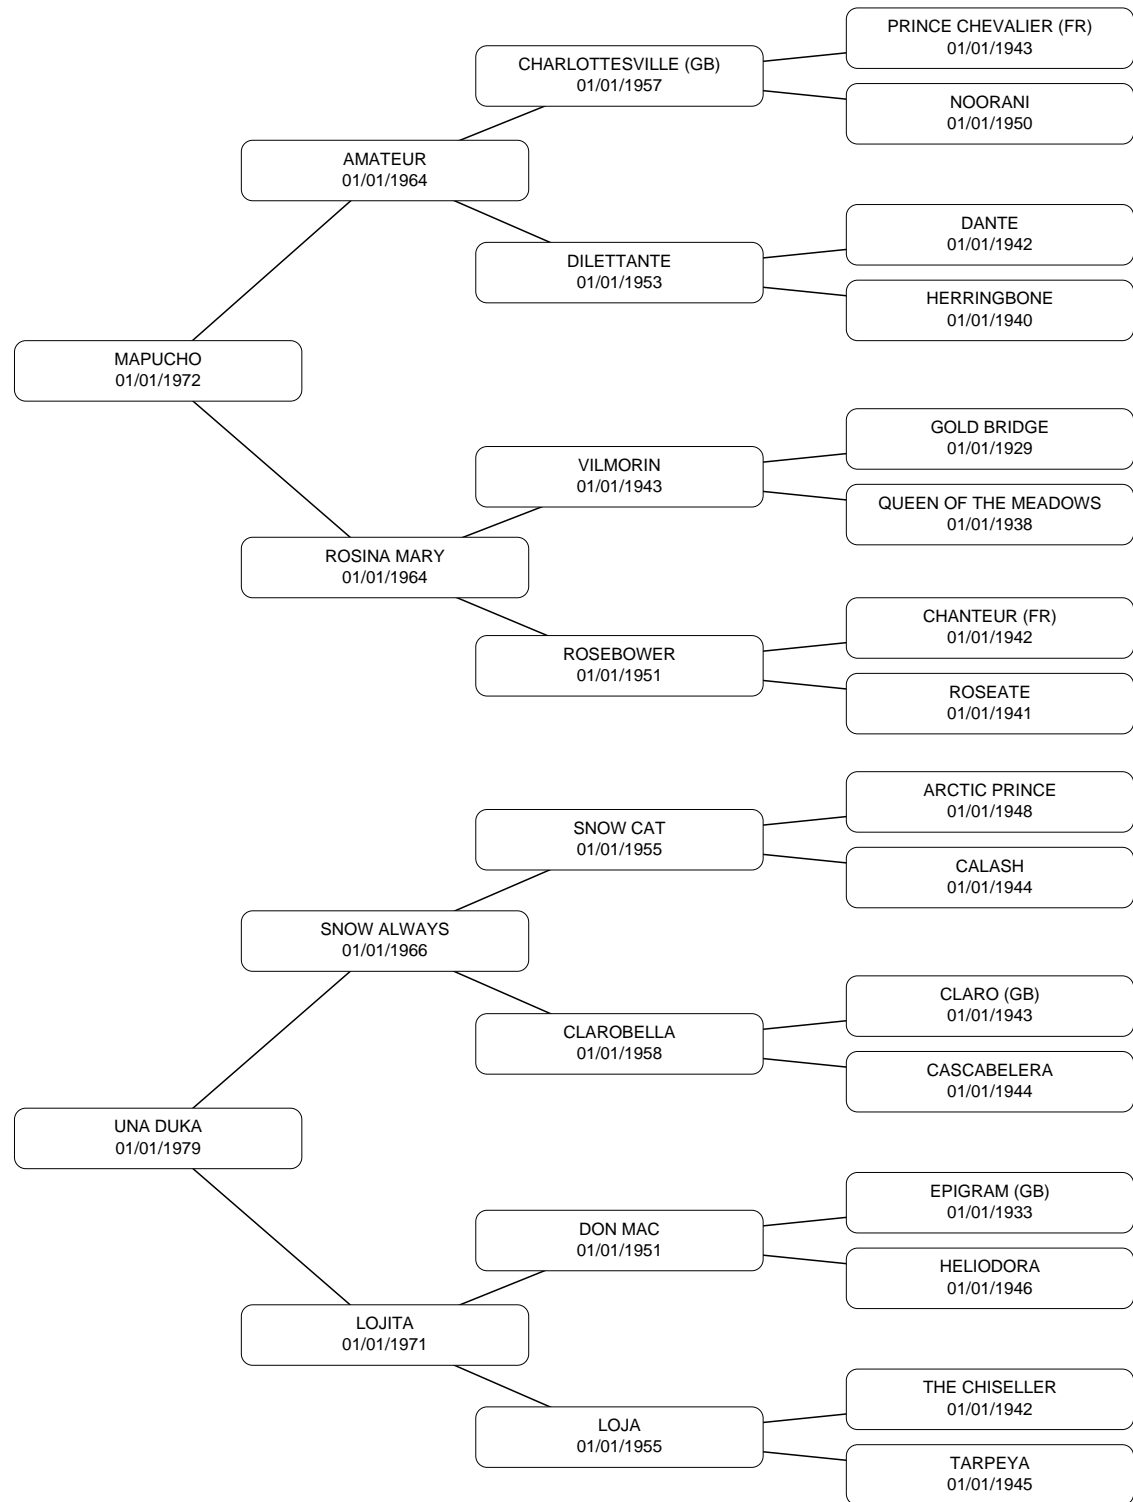 PRINCE CHEVALIER (FR)
01/01/1943
CHARLOTTESVILLE (GB)
01/01/1957
NOORANI
01/01/1950
AMATEUR
01/01/1964
DANTE
01/01/1942
DILETTANTE
01/01/1953
HERRINGBONE
01/01/1940
MAPUCHO
01/01/1972
GOLD BRIDGE
01/01/1929
VILMORIN
01/01/1943
QUEEN OF THE MEADOWS
01/01/1938
ROSINA MARY
01/01/1964
CHANTEUR (FR)
01/01/1942
ROSEBOWER
01/01/1951
ROSEATE
01/01/1941
ARCTIC PRINCE
01/01/1948
SNOW CAT
01/01/1955
CALASH
01/01/1944
SNOW ALWAYS
01/01/1966
CLARO (GB)
01/01/1943
CLAROBELLA
01/01/1958
CASCABELERA
01/01/1944
UNA DUKA
01/01/1979
EPIGRAM (GB)
01/01/1933
DON MAC
01/01/1951
HELIODORA
01/01/1946
LOJITA
01/01/1971
THE CHISELLER
01/01/1942
LOJA
01/01/1955
TARPEYA
01/01/1945